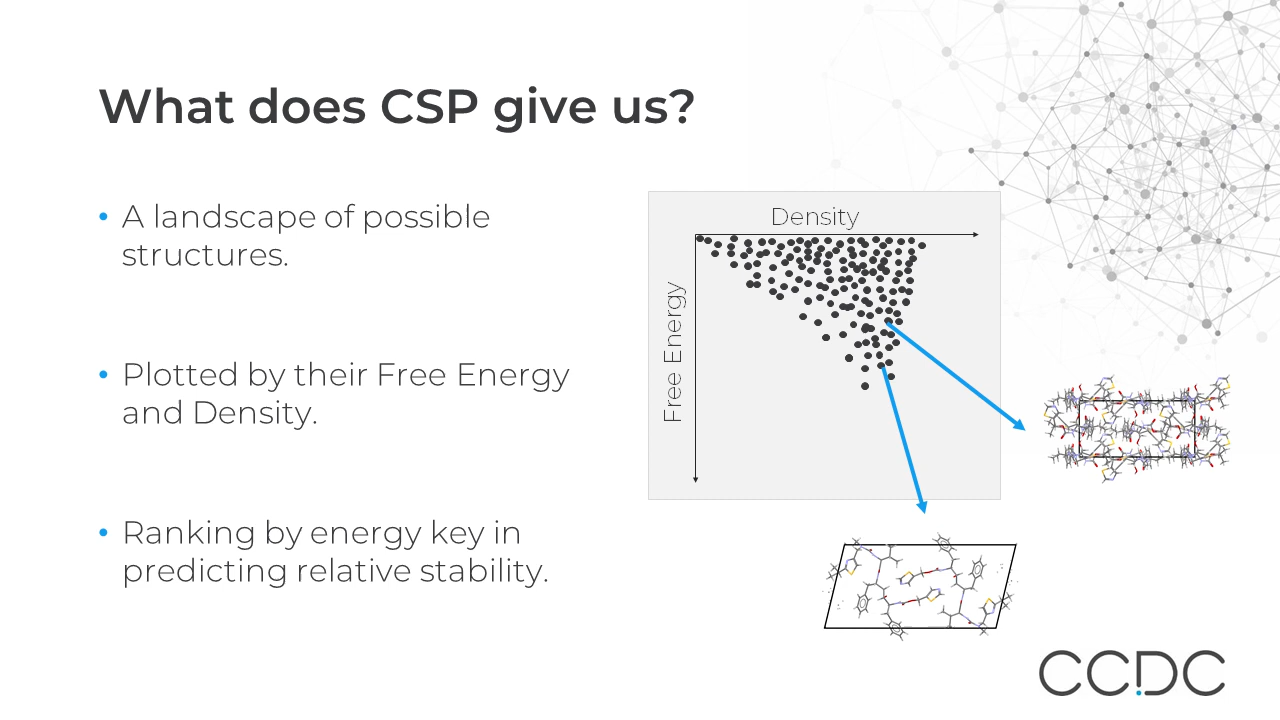 What does CSP give us?
• A landscape of possible
structures.
• Plotted by their Free Energy
and Density.
• Ranking by energy key in
predicting relative stability.
Density
Free Energy
CCDC